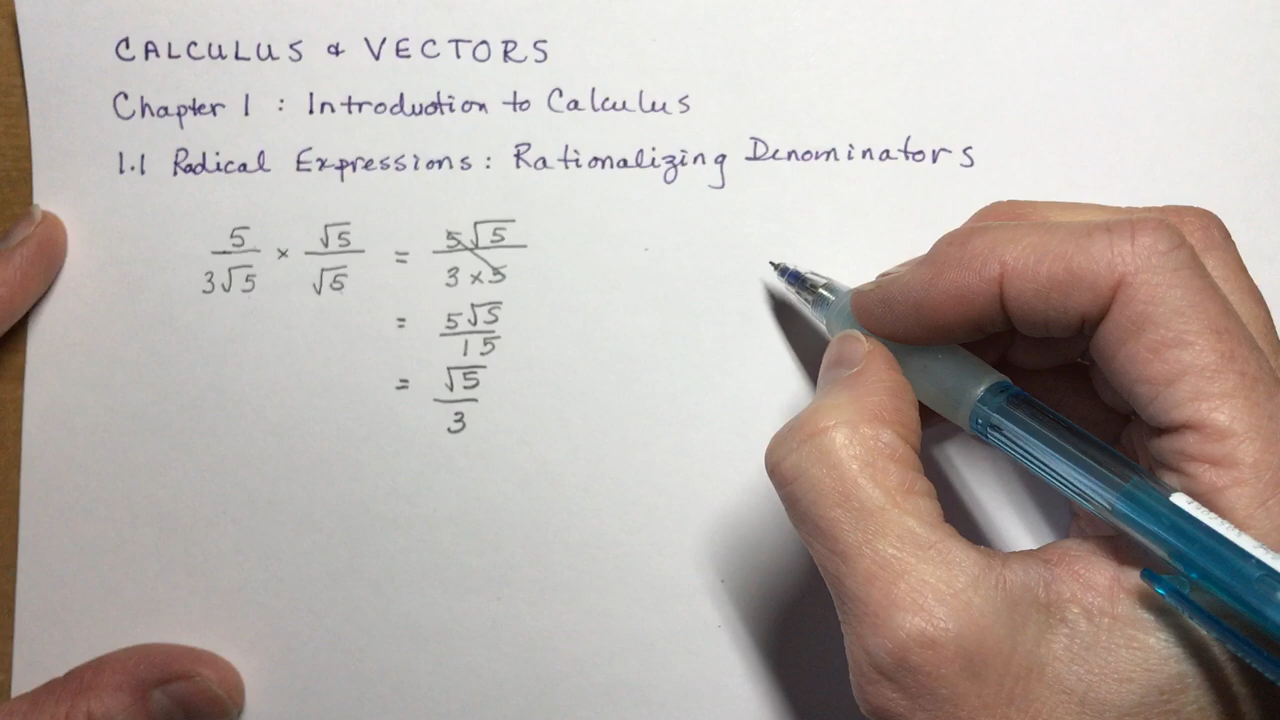 CALCULUS & VECTORS
Chapter 1 : Introduction to Calculus
1.1 Radical Expressions: Rationalizing Denominators
5/3√5 × √5/√5 = 5√5/3×5
= 5√5/15
= √5/3